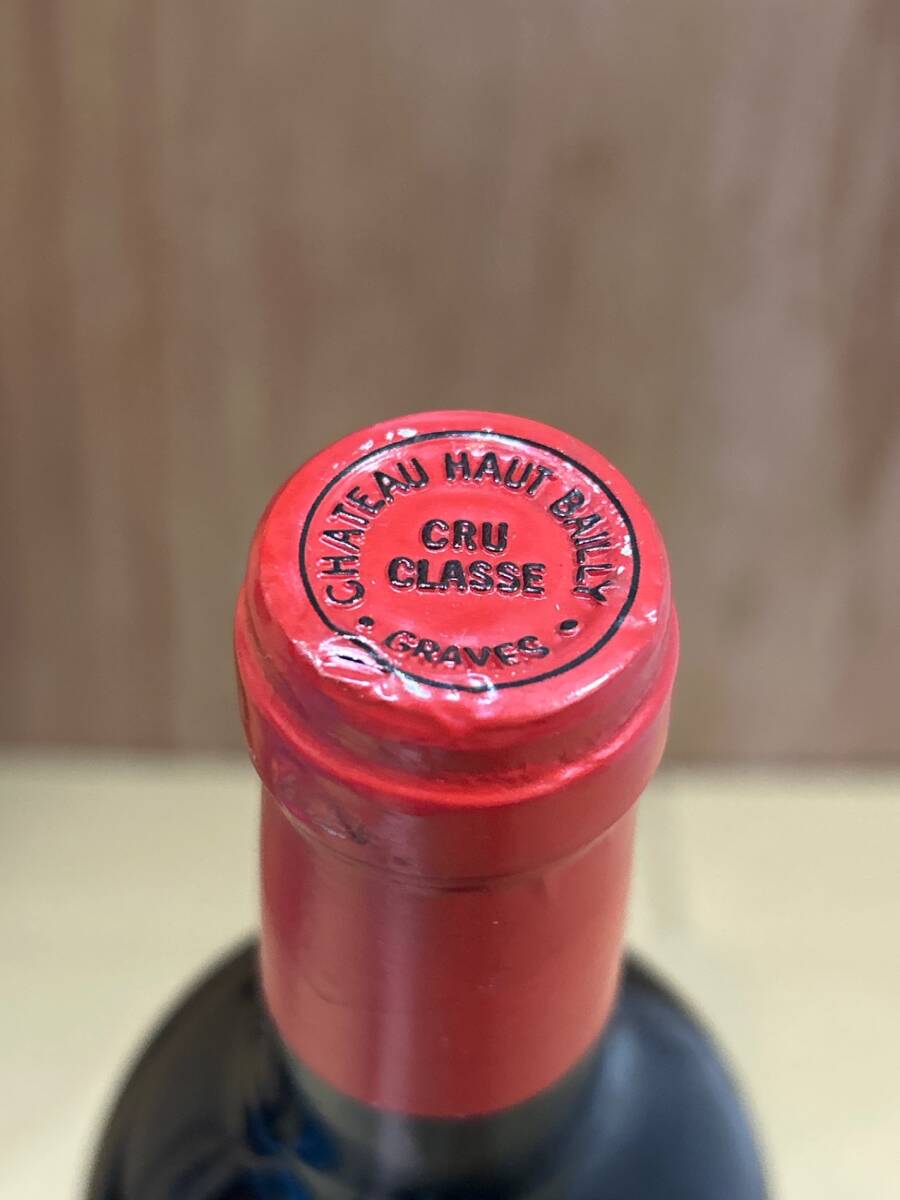 CHATEAU HAUT BAILLY
CRU
CLASSE
• GRAVES •